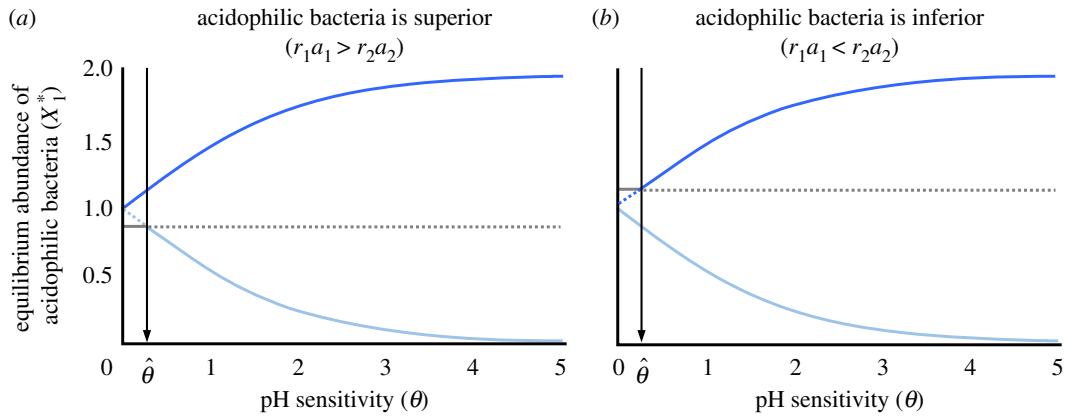 (a) acidophilic bacteria is superior
(r₁a₁ > r₂a₂)
(b) acidophilic bacteria is inferior
(r₁a₁ < r₂a₂)
equilibrium abundance of
acidophilic bacteria (X₁*)
2.0
1.5
1.0
0.5
0 θ̂ 1 2 3 4 5
pH sensitivity (θ)
0 θ̂ 1 2 3 4 5
pH sensitivity (θ)